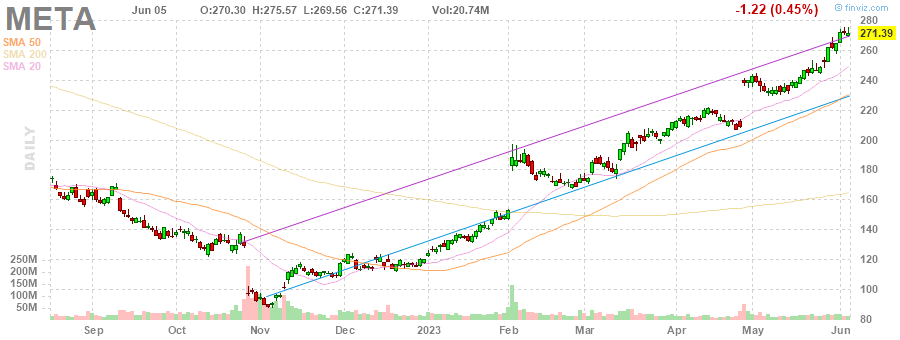 META Jun 05 O:270.30 H:275.57 L:269.56 C:271.39 Vol:20.74M -1.22 (0.45%) © finviz.com
SMA 50
SMA 200
SMA 20
DAILY
280
271.39
260
240
220
200
180
160
140
120
100
80
250M
200M
150M
100M
50M
Sep Oct Nov Dec 2023 Feb Mar Apr May Jun